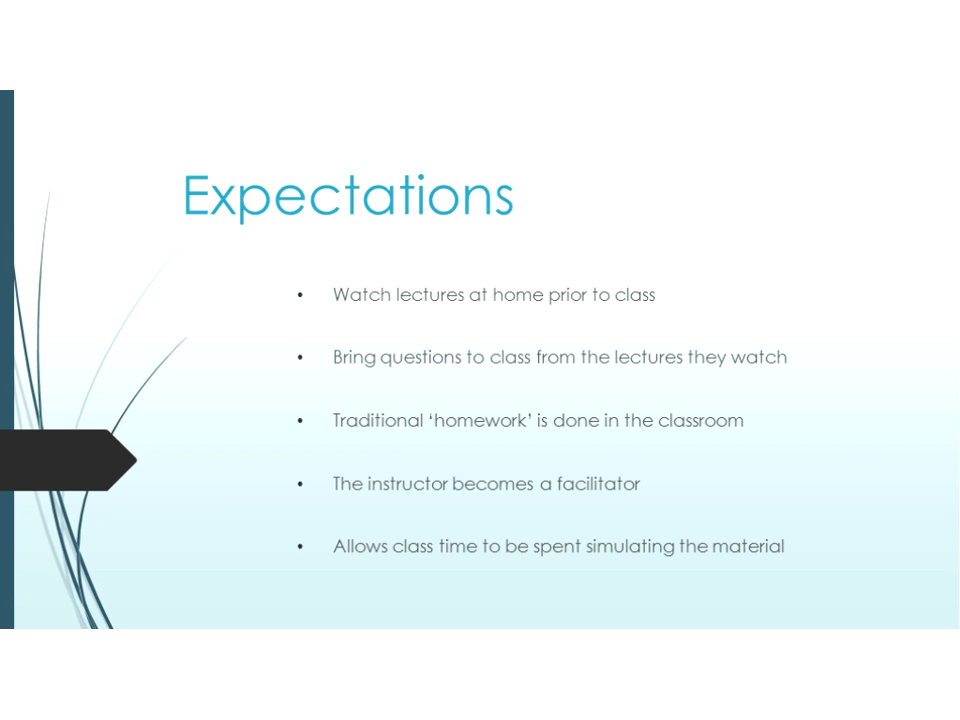 Expectations
• Watch lectures at home prior to class
• Bring questions to class from the lectures they watch
• Traditional ‘homework’ is done in the classroom
• The instructor becomes a facilitator
• Allows class time to be spent simulating the material